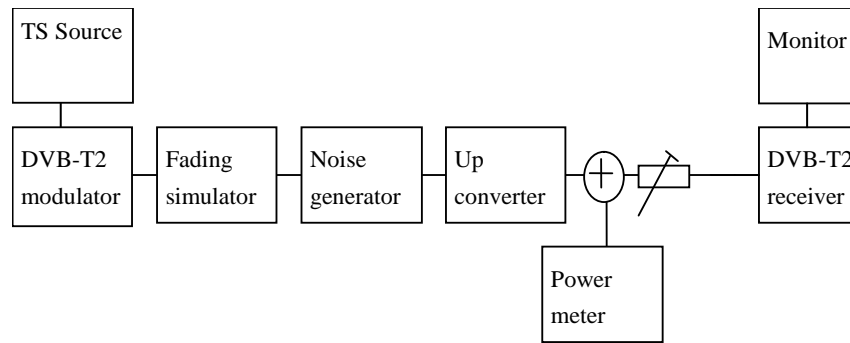 TS Source
Monitor
DVB-T2
modulator
Fading
simulator
Noise
generator
Up
converter
DVB-T2
receiver
Power
meter